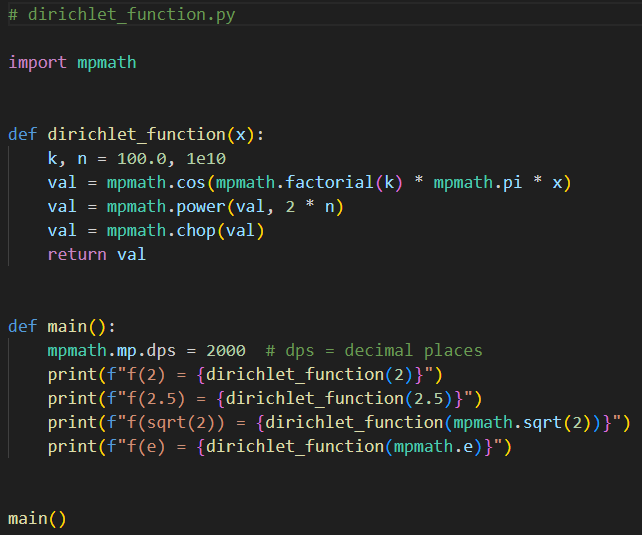 # dirichlet_function.py
import mpmath
def dirichlet_function(x):
    k, n = 100.0, 1e10
    val = mpmath.cos(mpmath.factorial(k) * mpmath.pi * x)
    val = mpmath.power(val, 2 * n)
    val = mpmath.chop(val)
    return val
def main():
    mpmath.mp.dps = 2000  # dps = decimal places
    print(f"f(2) = {dirichlet_function(2)}")
    print(f"f(2.5) = {dirichlet_function(2.5)}")
    print(f"f(sqrt(2)) = {dirichlet_function(mpmath.sqrt(2))}")
    print(f"f(e) = {dirichlet_function(mpmath.e)}")
main()